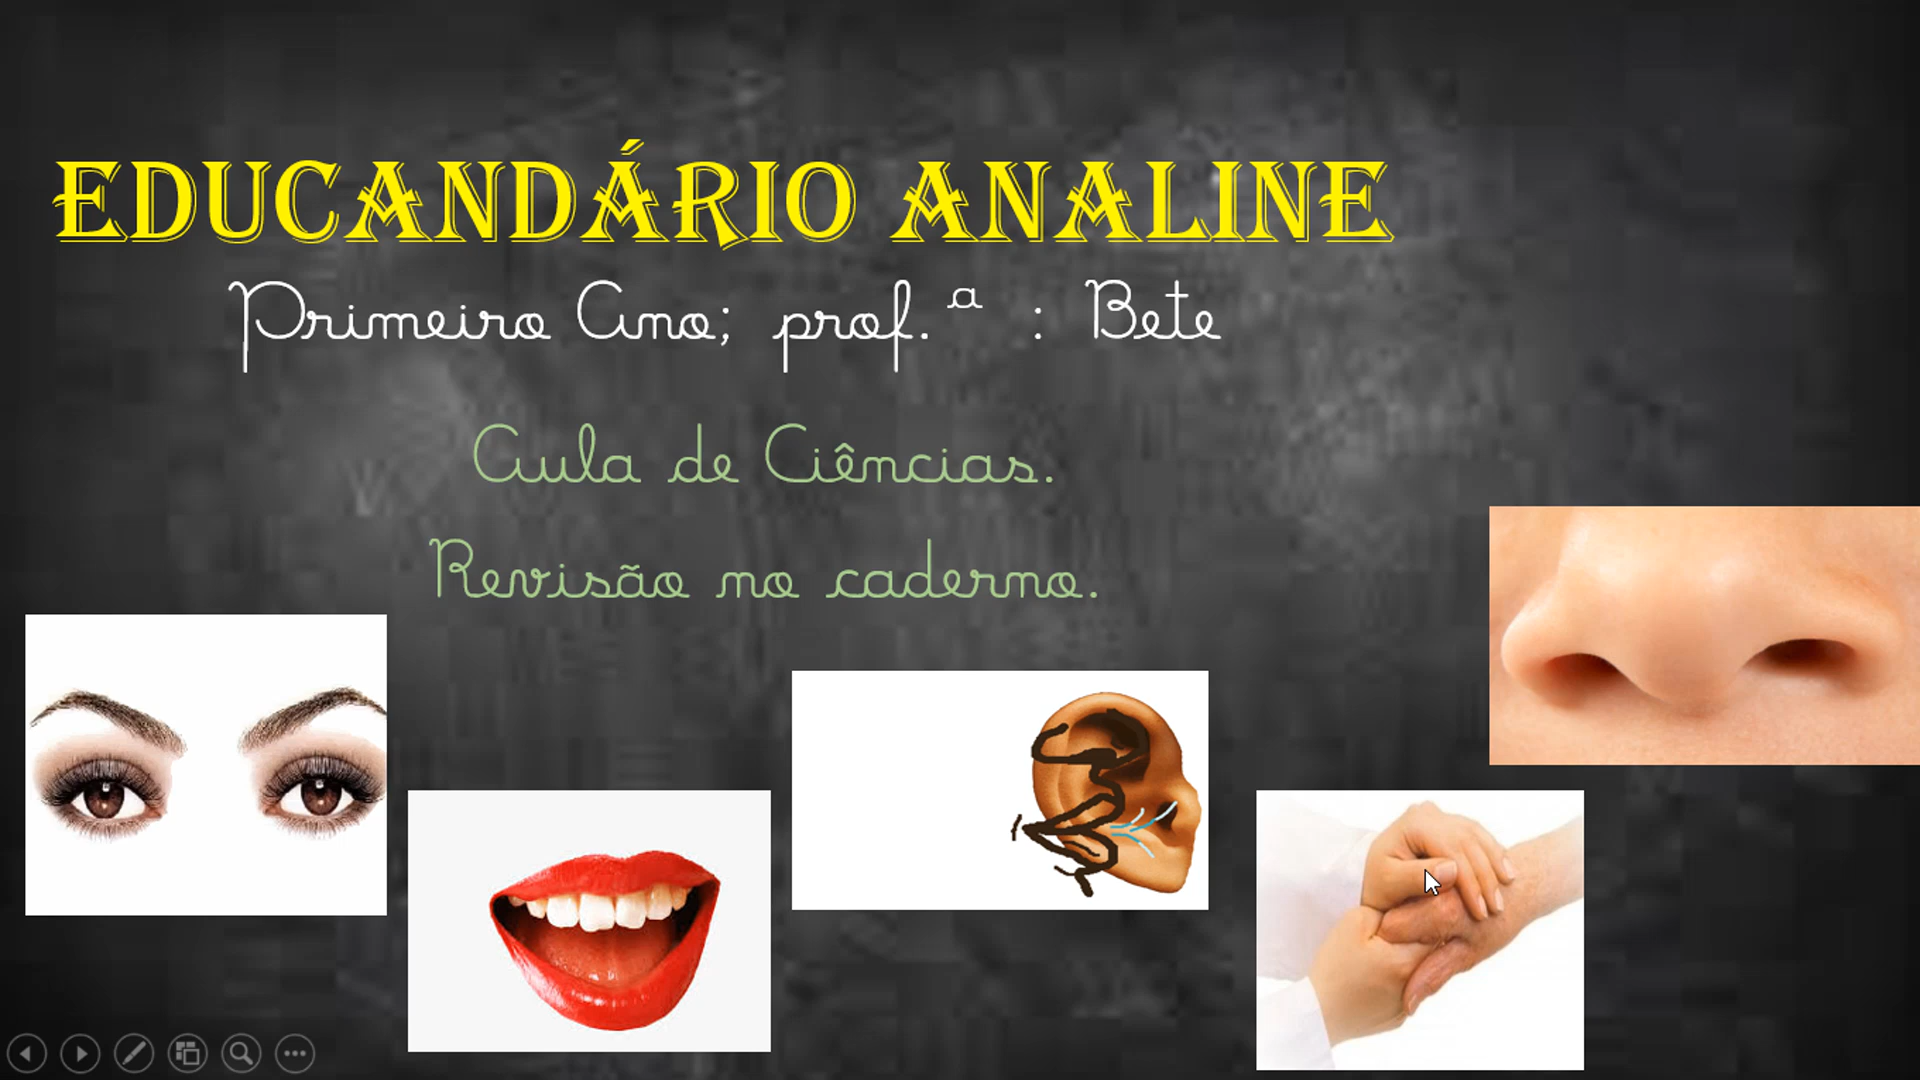 EDUCANDÁRIO ANALINE
Primeiro Ano; prof.ª : Bete
Aula de Ciências.
Revisão no caderno.